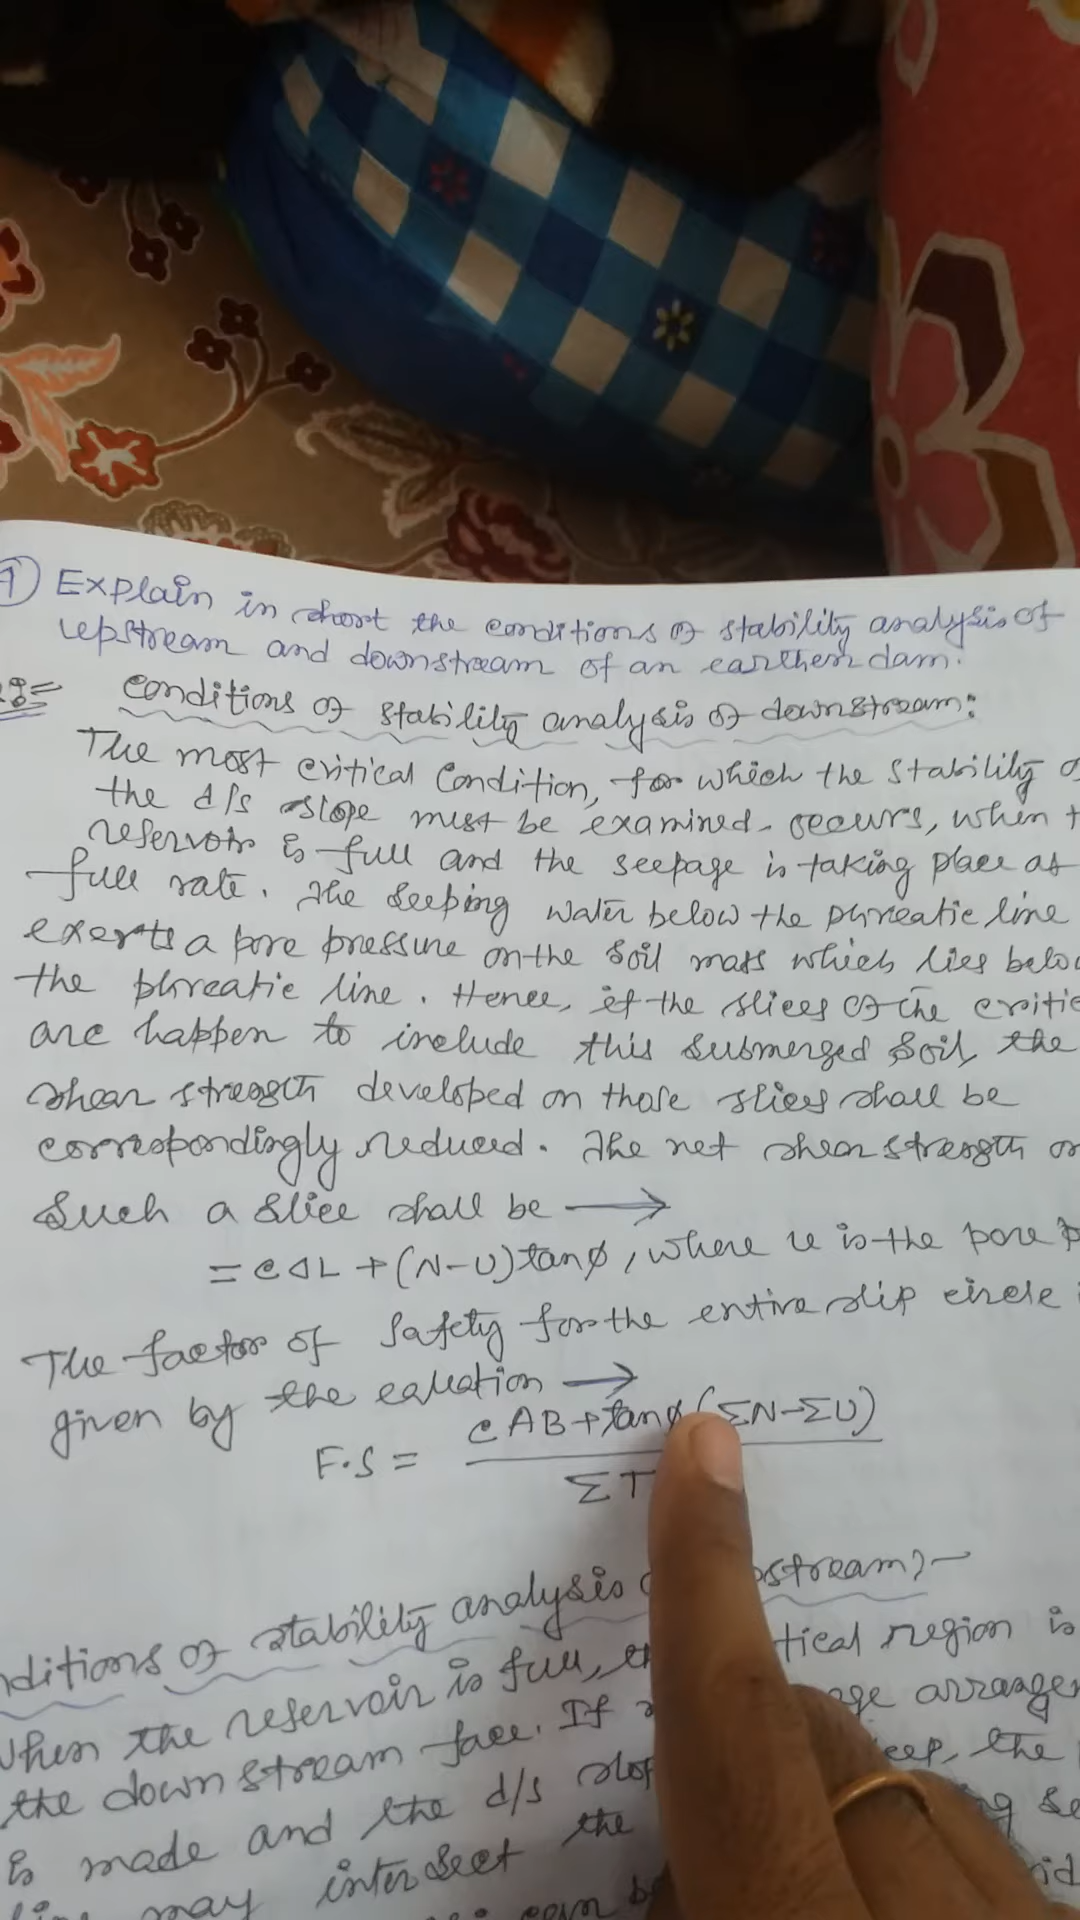 1) Explain in short the conditions of stability analysis of
upstream and downstream of an earthen dam.
conditions of stability analysis of downstream:
The most critical condition, for which the stability
the d/s slope must be examined. occurs, when
reservoir is full and the seepage is taking place at
full rate. The seeping water below the phreatic line
exerts a pore pressure on the soil mass which lies
the phreatic line. Hence, if the slices of the
arc happen to include this submerged soil, the
shear strength developed on those slices shall be
correspondingly reduced. The net shear strength
such a slice shall be →
= cΔL + (N-U)tanφ, where u is the pore
The factor of safety for the entire slip circle
given by the equation →
F.S = cAB+tanφ(ΣN-ΣU)
ΣT
of stability analysis
When the reservoir is full, region is
the downstream face. If
is made and the d/s the
may intersect the